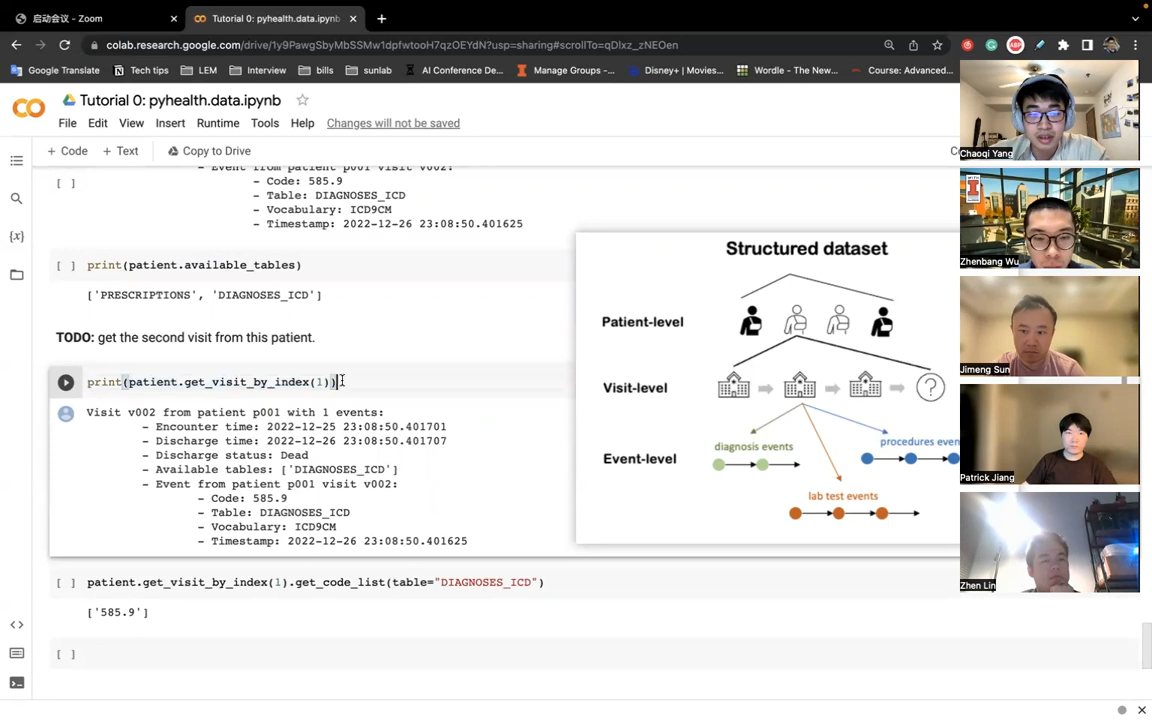 启动会议 - Zoom
Tutorial 0: pyhealth.data.ipynb
colab.research.google.com/drive/1y9PawgSbyMbSSMw1dpfwtooH7qzOEYdN?usp=sharing#scrollTo=qDlxz_zNEOen
Google Translate
Tech tips
LEM
Interview
bills
sunlab
AI Conference De...
Manage Groups -...
Disney+ | Movies...
Wordle - The New...
Course: Advanced...
Tutorial 0: pyhealth.data.ipynb
File Edit View Insert Runtime Tools Help Changes will not be saved
+ Code + Text Copy to Drive
- Event from patient p001 visit v002:
[ ] - Code: 585.9
- Table: DIAGNOSES_ICD
- Vocabulary: ICD9CM
- Timestamp: 2022-12-26 23:08:50.401625
[ ] print(patient.available_tables)
['PRESCRIPTIONS', 'DIAGNOSES_ICD']
TODO: get the second visit from this patient.
print(patient.get_visit_by_index(1))
Visit v002 from patient p001 with 1 events:
- Encounter time: 2022-12-25 23:08:50.401701
- Discharge time: 2022-12-26 23:08:50.401707
- Discharge status: Dead
- Available tables: ['DIAGNOSES_ICD']
- Event from patient p001 visit v002:
- Code: 585.9
- Table: DIAGNOSES_ICD
- Vocabulary: ICD9CM
- Timestamp: 2022-12-26 23:08:50.401625
[ ] patient.get_visit_by_index(1).get_code_list(table="DIAGNOSES_ICD")
['585.9']
[ ]
Structured dataset
Patient-level
Visit-level
?
Event-level
diagnosis events
procedures even
lab test events
Chaoqi Yang
Zhenbang Wu
Jimeng Sun
Patrick Jiang
Zhen Lin